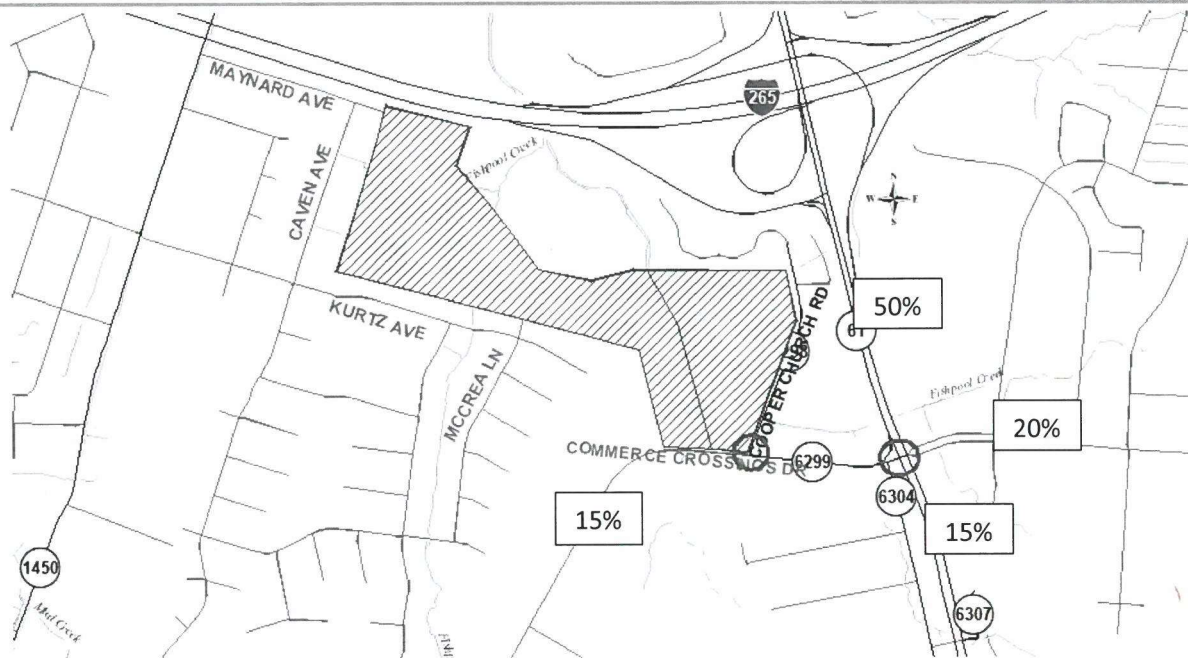 MAYNARD AVE
265
CAVEN AVE
Fishpool Creek
W N E
S
KURTZ AVE
MCCREA LN
COOPER CHURCH RD
50%
61
Fishpool Creek
20%
COMMERCE CROSSINGS DR
6299
6304
15%
15%
1450
Mud Creek
6307